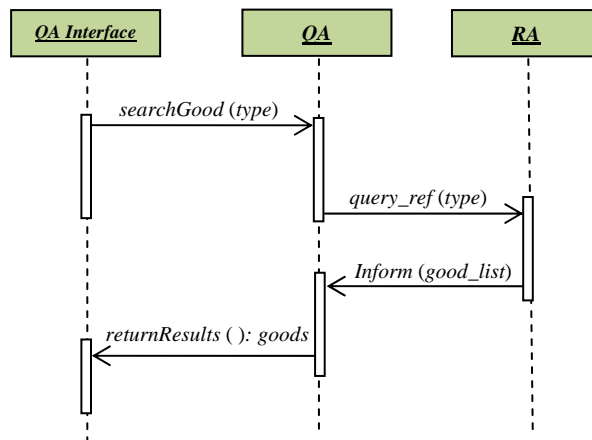 QA Interface
QA
RA
searchGood (type)
query_ref (type)
Inform (good_list)
returnResults ( ): goods